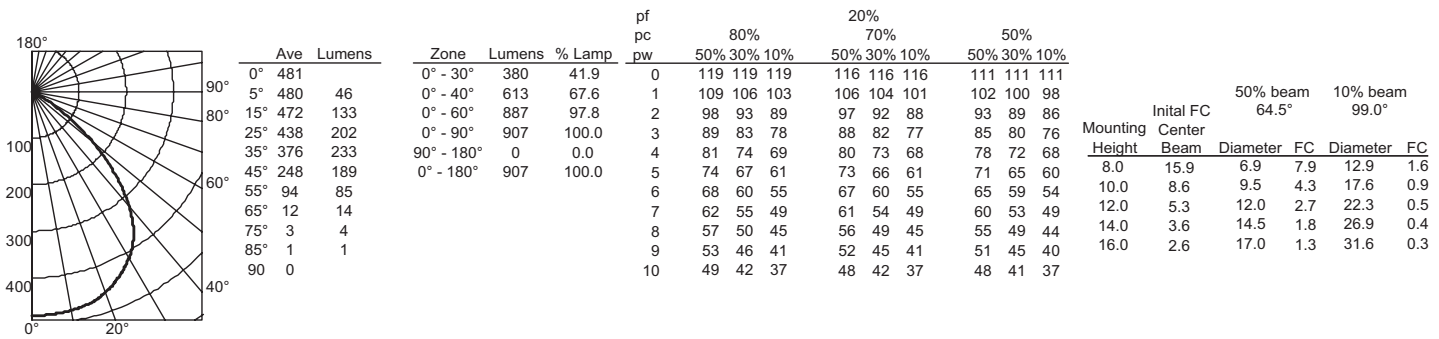 180°
90°
80°
60°
40°
20°
0°
100
200
300
400
Ave Lumens
0° 481
5° 480 46
15° 472 133
25° 438 202
35° 376 233
45° 248 189
55° 94 85
65° 12 14
75° 3 4
85° 1 1
90 0
Zone Lumens % Lamp
0° - 30° 380 41.9
0° - 40° 613 67.6
0° - 60° 887 97.8
0° - 90° 907 100.0
90° - 180° 0 0.0
0° - 180° 907 100.0
pf 20%
pc 80% 70% 50%
pw 50% 30% 10% 50% 30% 10% 50% 30% 10%
0 119 119 119 116 116 116 111 111 111
1 109 106 103 106 104 101 102 100 98
2 98 93 89 97 92 88 93 89 86
3 89 83 78 88 82 77 85 80 76
4 81 74 69 80 73 68 78 72 68
5 74 67 61 73 66 61 71 65 60
6 68 60 55 67 60 55 65 59 54
7 62 55 49 61 54 49 60 53 49
8 57 50 45 56 49 45 55 49 44
9 53 46 41 52 45 41 51 45 40
10 49 42 37 48 42 37 48 41 37
50% beam 10% beam
Inital FC 64.5° 99.0°
Mounting Center
Height Beam Diameter FC Diameter FC
8.0 15.9 6.9 7.9 12.9 1.6
10.0 8.6 9.5 4.3 17.6 0.9
12.0 5.3 12.0 2.7 22.3 0.5
14.0 3.6 14.5 1.8 26.9 0.4
16.0 2.6 17.0 1.3 31.6 0.3